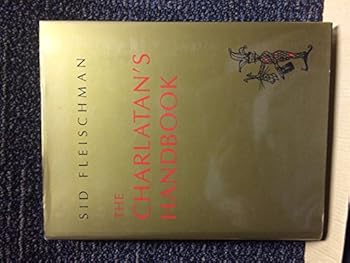 SID FLEISCHMAN
THE
CHARLATAN'S
HANDBOOK